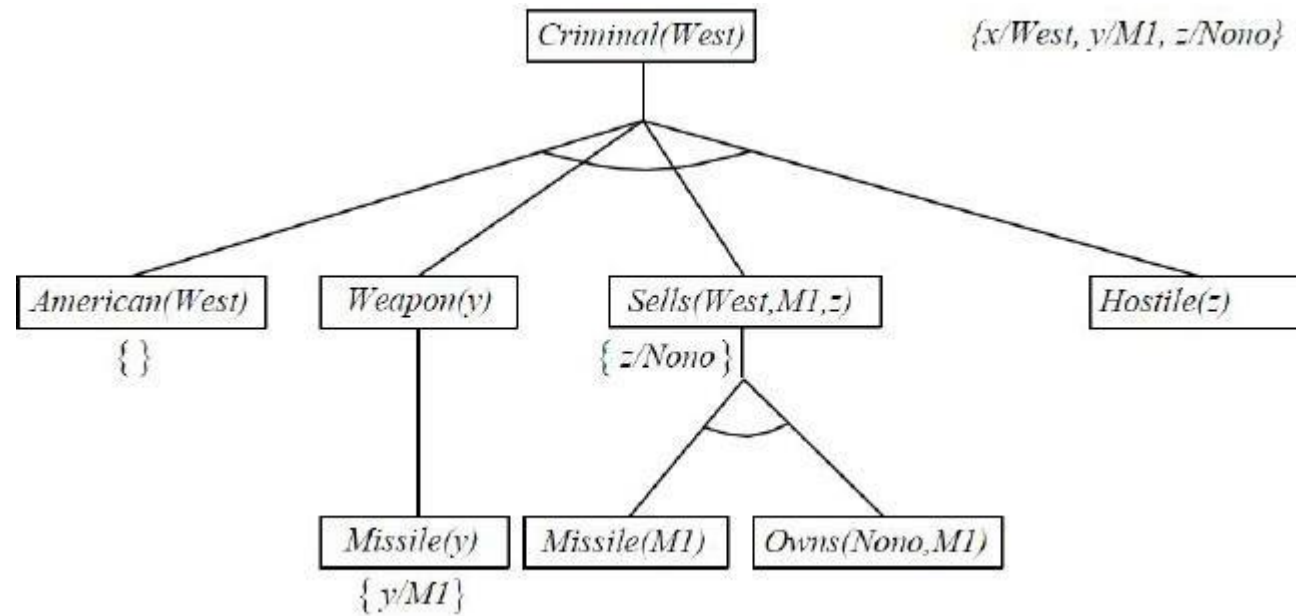 Criminal(West)
{x/West, y/M1, z/Nono}
American(West)
Weapon(y)
Sells(West,M1,z)
Hostile(z)
{ }
{ z/Nono }
Missile(y)
Missile(M1)
Owns(Nono,M1)
{ y/M1}